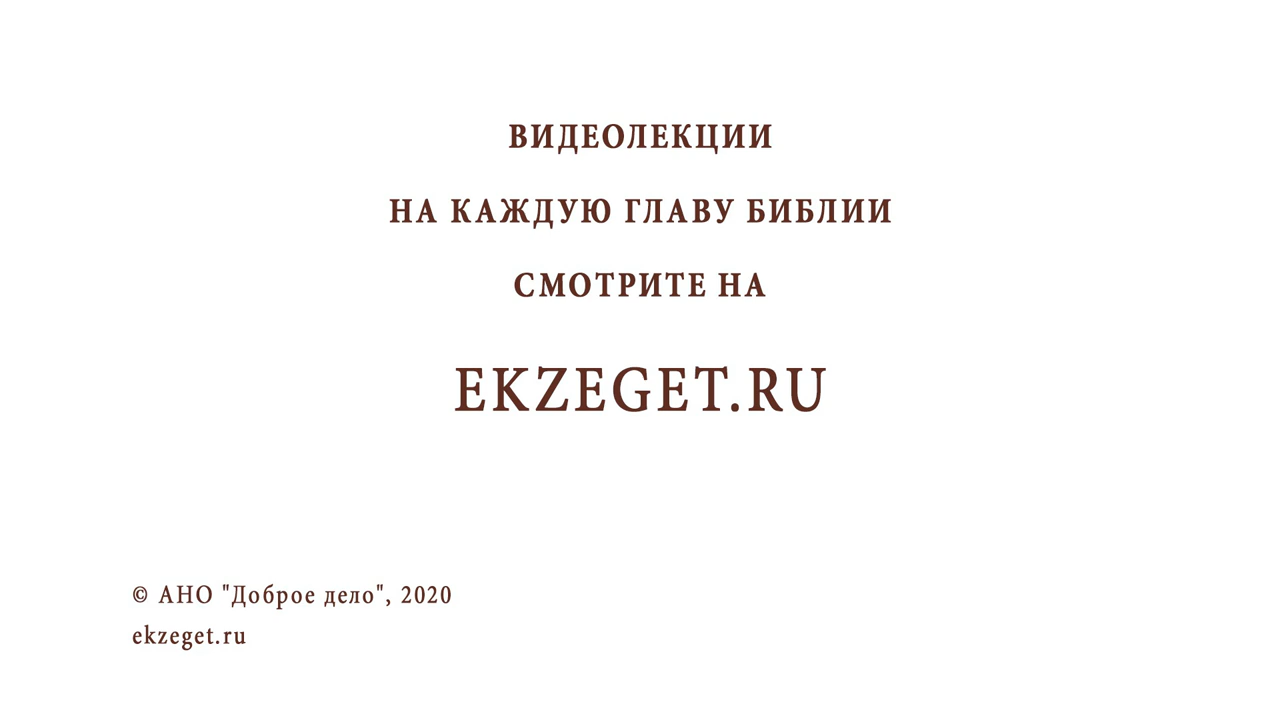 ВИДЕОЛЕКЦИИ
НА КАЖДУЮ ГЛАВУ БИБЛИИ
СМОТРИТЕ НА
EKZEGET.RU
© АНО "Доброе дело", 2020
ekzeget.ru